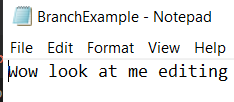 BranchExample - Notepad
File Edit Format View Help
Wow look at me editing